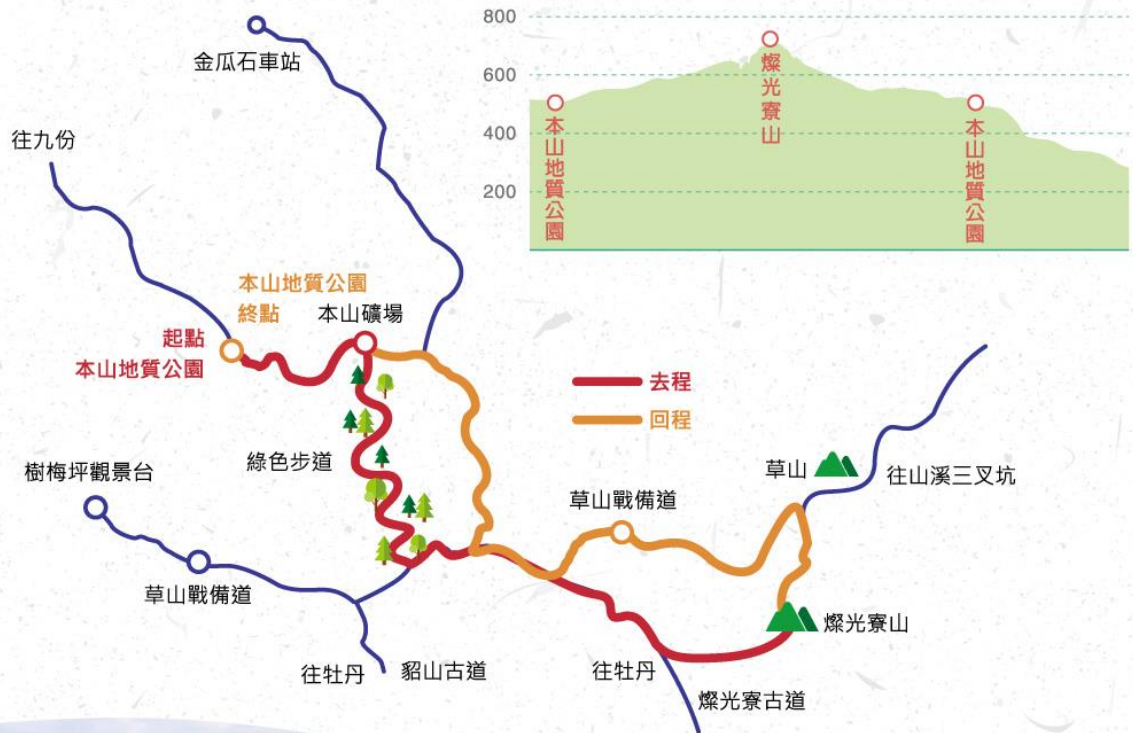 金瓜石車站
往九份
本山地質公園
終點
本山礦場
起點
本山地質公園
綠色步道
樹梅坪觀景台
草山戰備道
往牡丹
貂山古道
去程
回程
草山
往山溪三叉坑
草山戰備道
燦光寮山
往牡丹
燦光寮古道
800
600
400
200
本山地質公園
燦光寮山
本山地質公園